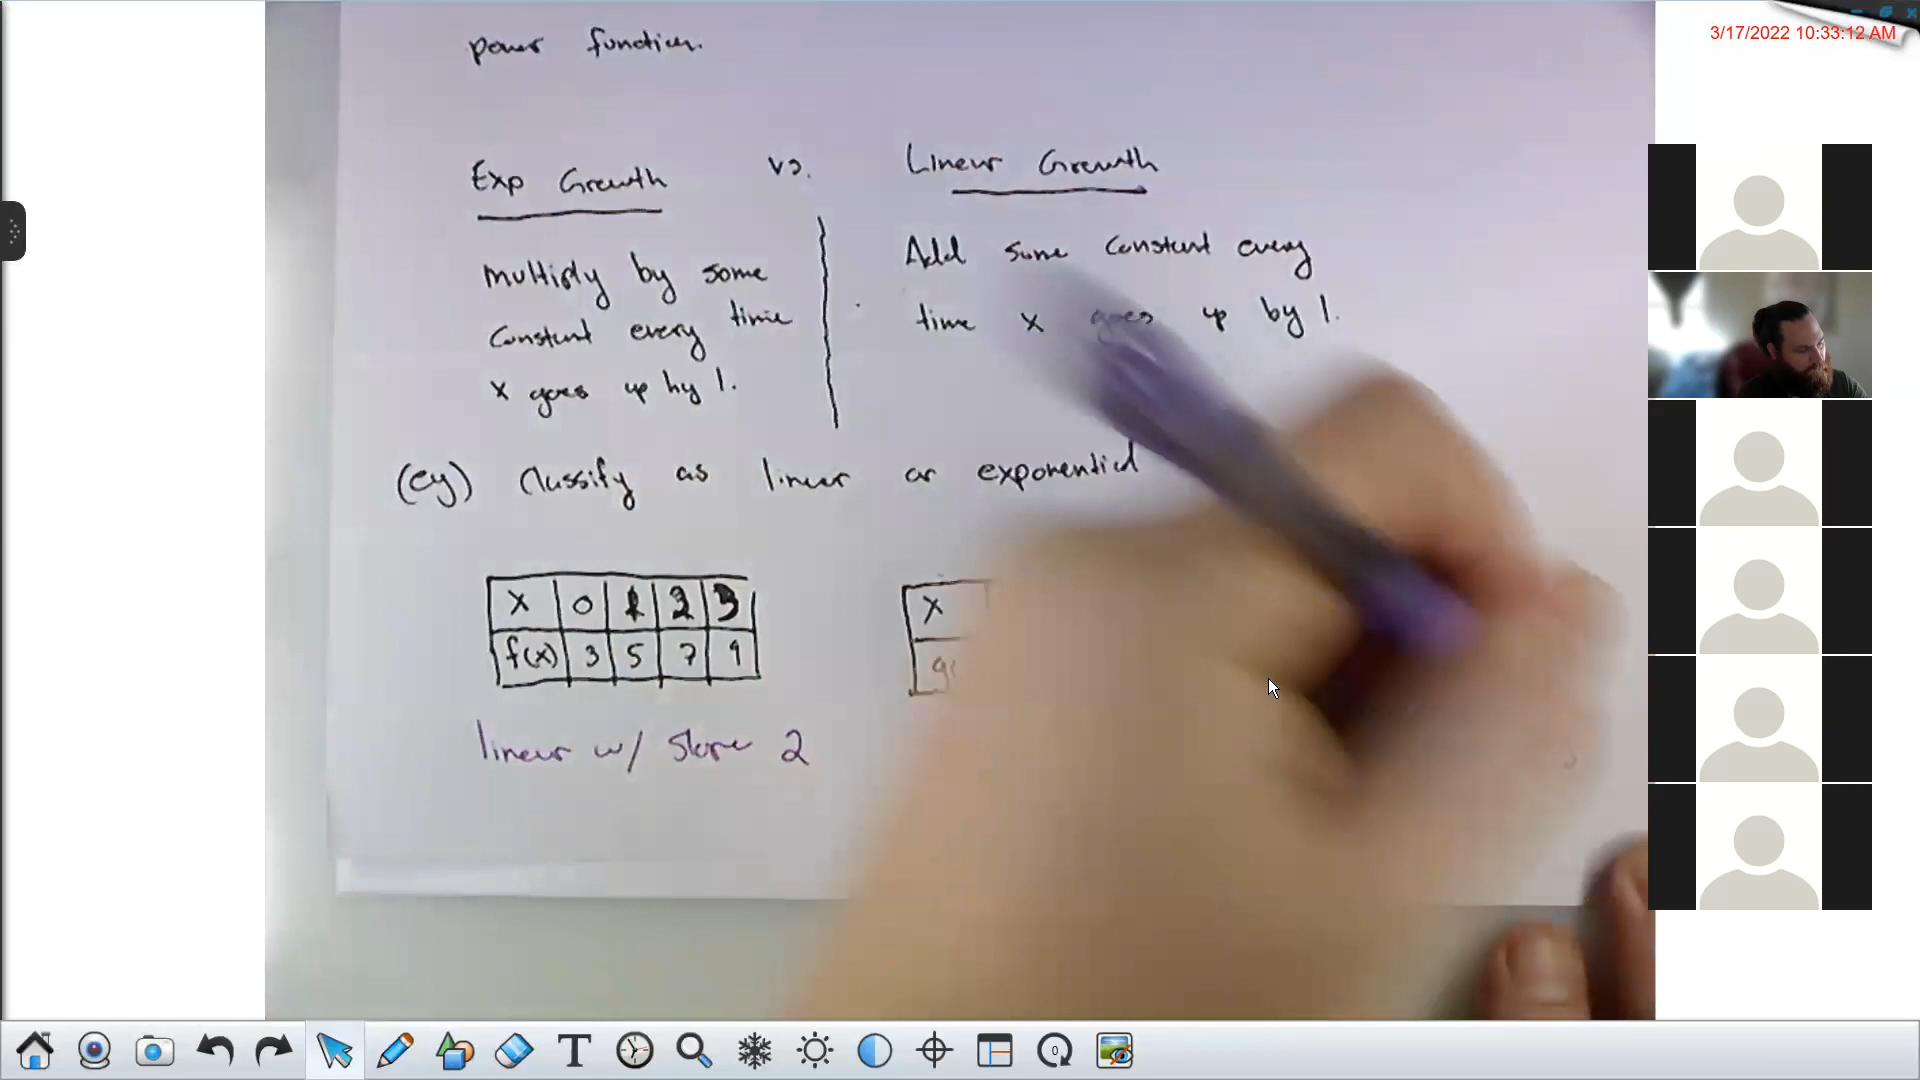 3/17/2022 10:33:12 AM
power function.
Exp Growth vs. Linear Growth
Multiply by some
constant every time
x goes up by 1.
Add some constant every
time x goes up by 1.
(eg) Classify as linear or exponential
x 0 1 2 3
f(x) 3 5 7 9
x
g(
linear w/ slope 2
T
0